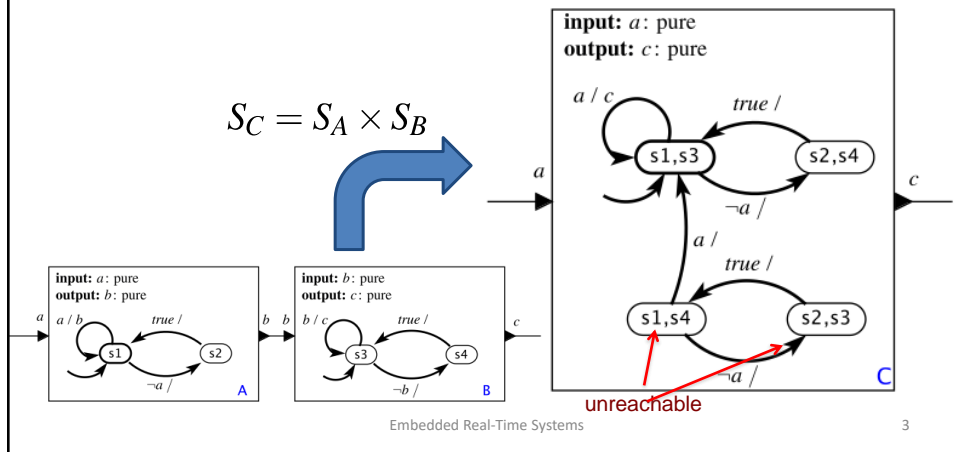 S_C = S_A × S_B
input: a: pure
output: b: pure
a
a / b
true /
s1
s2
¬a /
A
b
b
input: b: pure
output: c: pure
b / c
true /
s3
s4
¬b /
B
c
input: a: pure
output: c: pure
a
a / c
true /
s1,s3
s2,s4
¬a /
c
a /
true /
s1,s4
s2,s3
¬a /
C
unreachable
Embedded Real-Time Systems
3